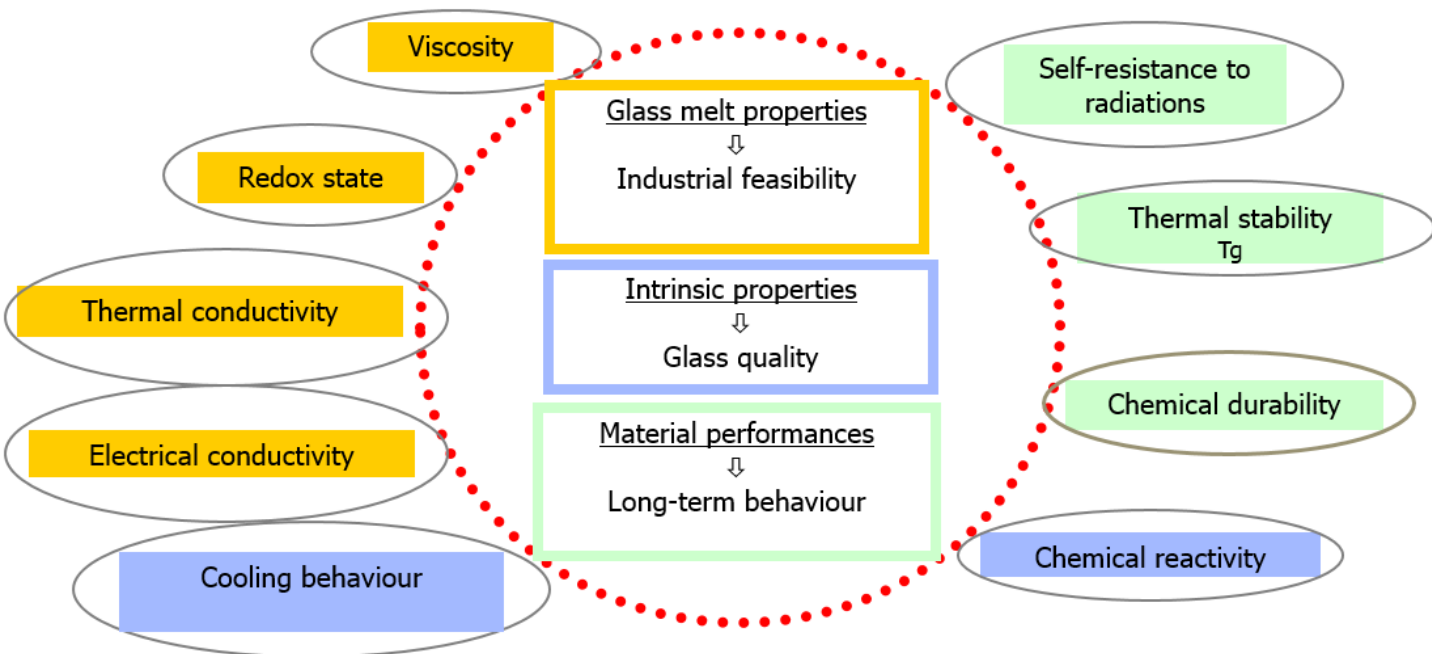 Viscosity
Redox state
Thermal conductivity
Electrical conductivity
Cooling behaviour
Glass melt properties
⇩
Industrial feasibility
Intrinsic properties
⇩
Glass quality
Material performances
⇩
Long-term behaviour
Self-resistance to
radiations
Thermal stability
Tg
Chemical durability
Chemical reactivity